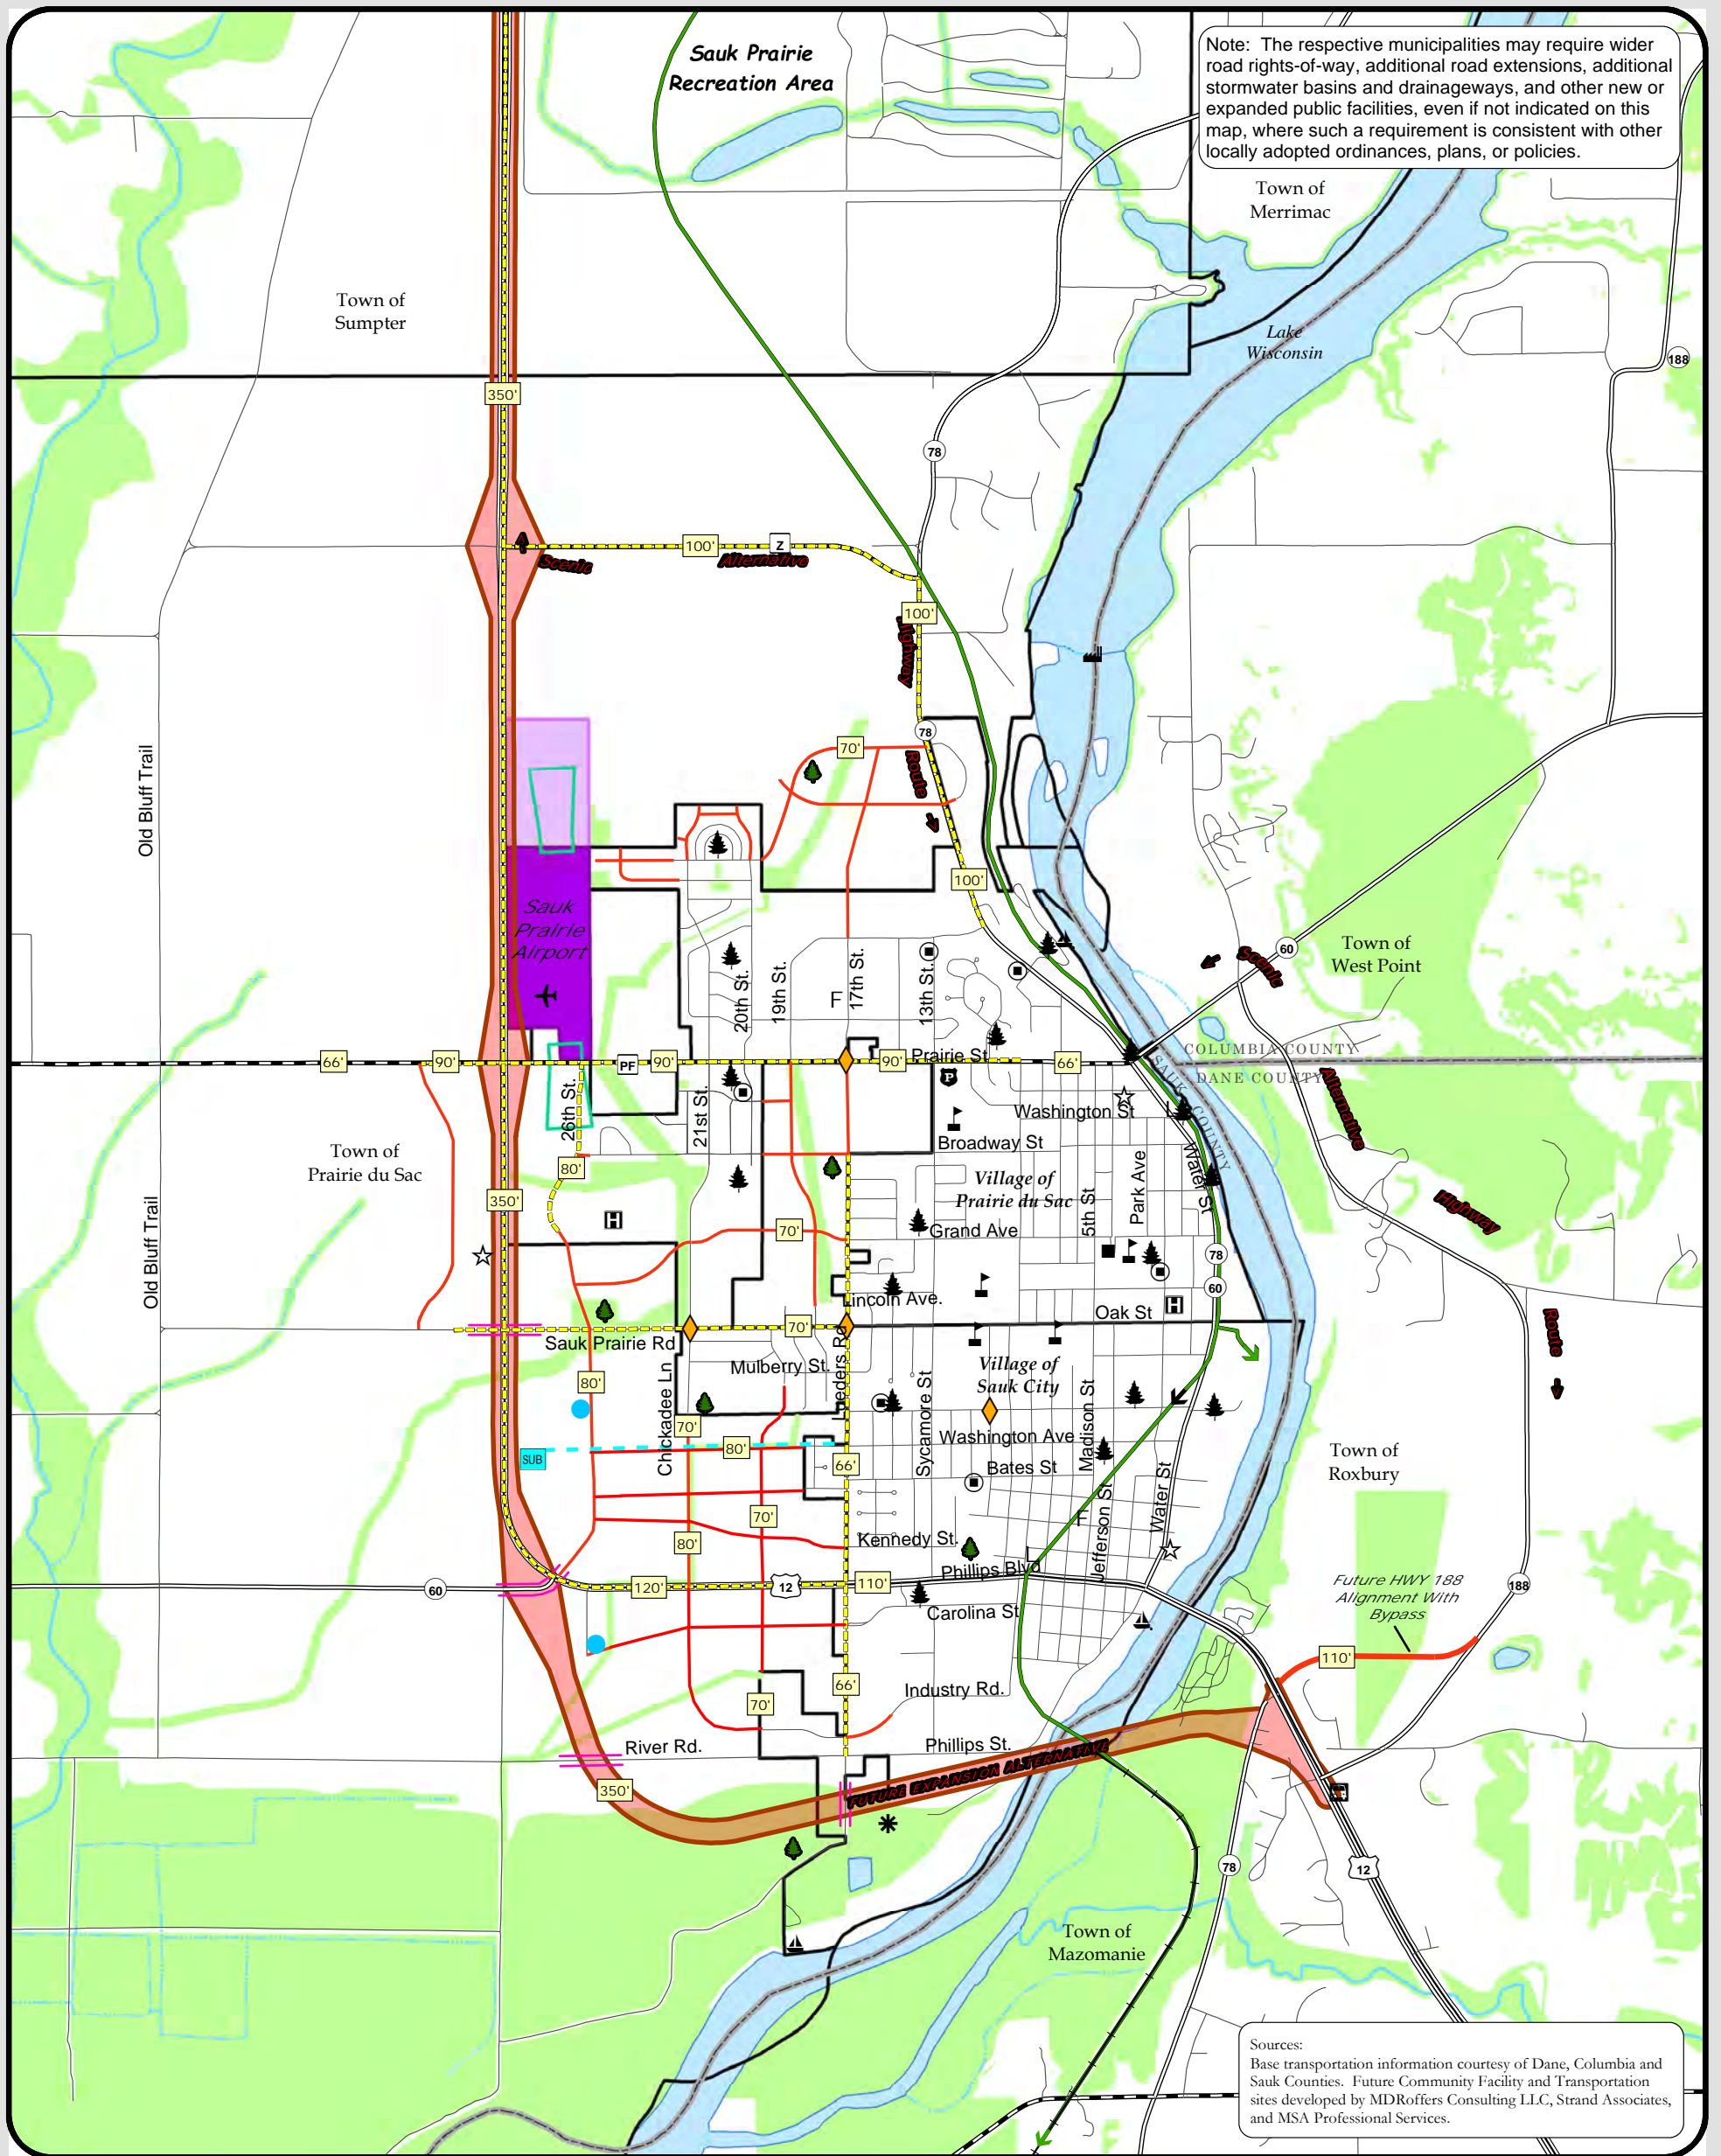 Sauk Prairie
Recreation Area
Note: The respective municipalities may require wider
road rights-of-way, additional road extensions, additional
stormwater basins and drainageways, and other new or
expanded public facilities, even if not indicated on this
map, where such a requirement is consistent with other
locally adopted ordinances, plans, or policies.
Town of
Merrimac
Town of
Sumpter
Lake
Wisconsin
188
350'
78
100'
Z
Scenic
Alternative
100'
Highway
78
70'
Route
Old Bluff Trail
100'
Sauk
Prairie
Airport
20th St.
19th St.
F
17th St.
13th St.
60
Scenic
Town of
West Point
66'
90'
PF
90'
90'
Prairie St
66'
COLUMBIA COUNTY
DANE COUNTY
SAUK COUNTY
P
26th St.
21st St.
Washington St
L
Alternative
Broadway St
Town of
Prairie du Sac
80'
Village of
Prairie du Sac
Water St
350'
H
70'
Grand Ave
5th St
Park Ave
Highway
Old Bluff Trail
78
60
Lincoln Ave.
H
Oak St
Route
70'
Sauk Prairie Rd
Mulberry St.
Lueders Rd
Village of
Sauk City
80'
Chickadee Ln
70'
Sycamore St
Madison St
Washington Ave
80'
SUB
66'
Bates St
Town of
Roxbury
70'
F
Jefferson St
Water St
80'
Kennedy St.
L
Phillips Blvd
60
120'
12
110'
Carolina St
Future HWY 188
Alignment With
Bypass
188
110'
66'
Industry Rd.
70'
River Rd.
Phillips St.
350'
FUTURE EXPANSION ALTERNATIVE
78
12
Town of
Mazomanie
Sources:
Base transportation information courtesy of Dane, Columbia and
Sauk Counties. Future Community Facility and Transportation
sites developed by MDRoffers Consulting LLC, Strand Associates,
and MSA Professional Services.